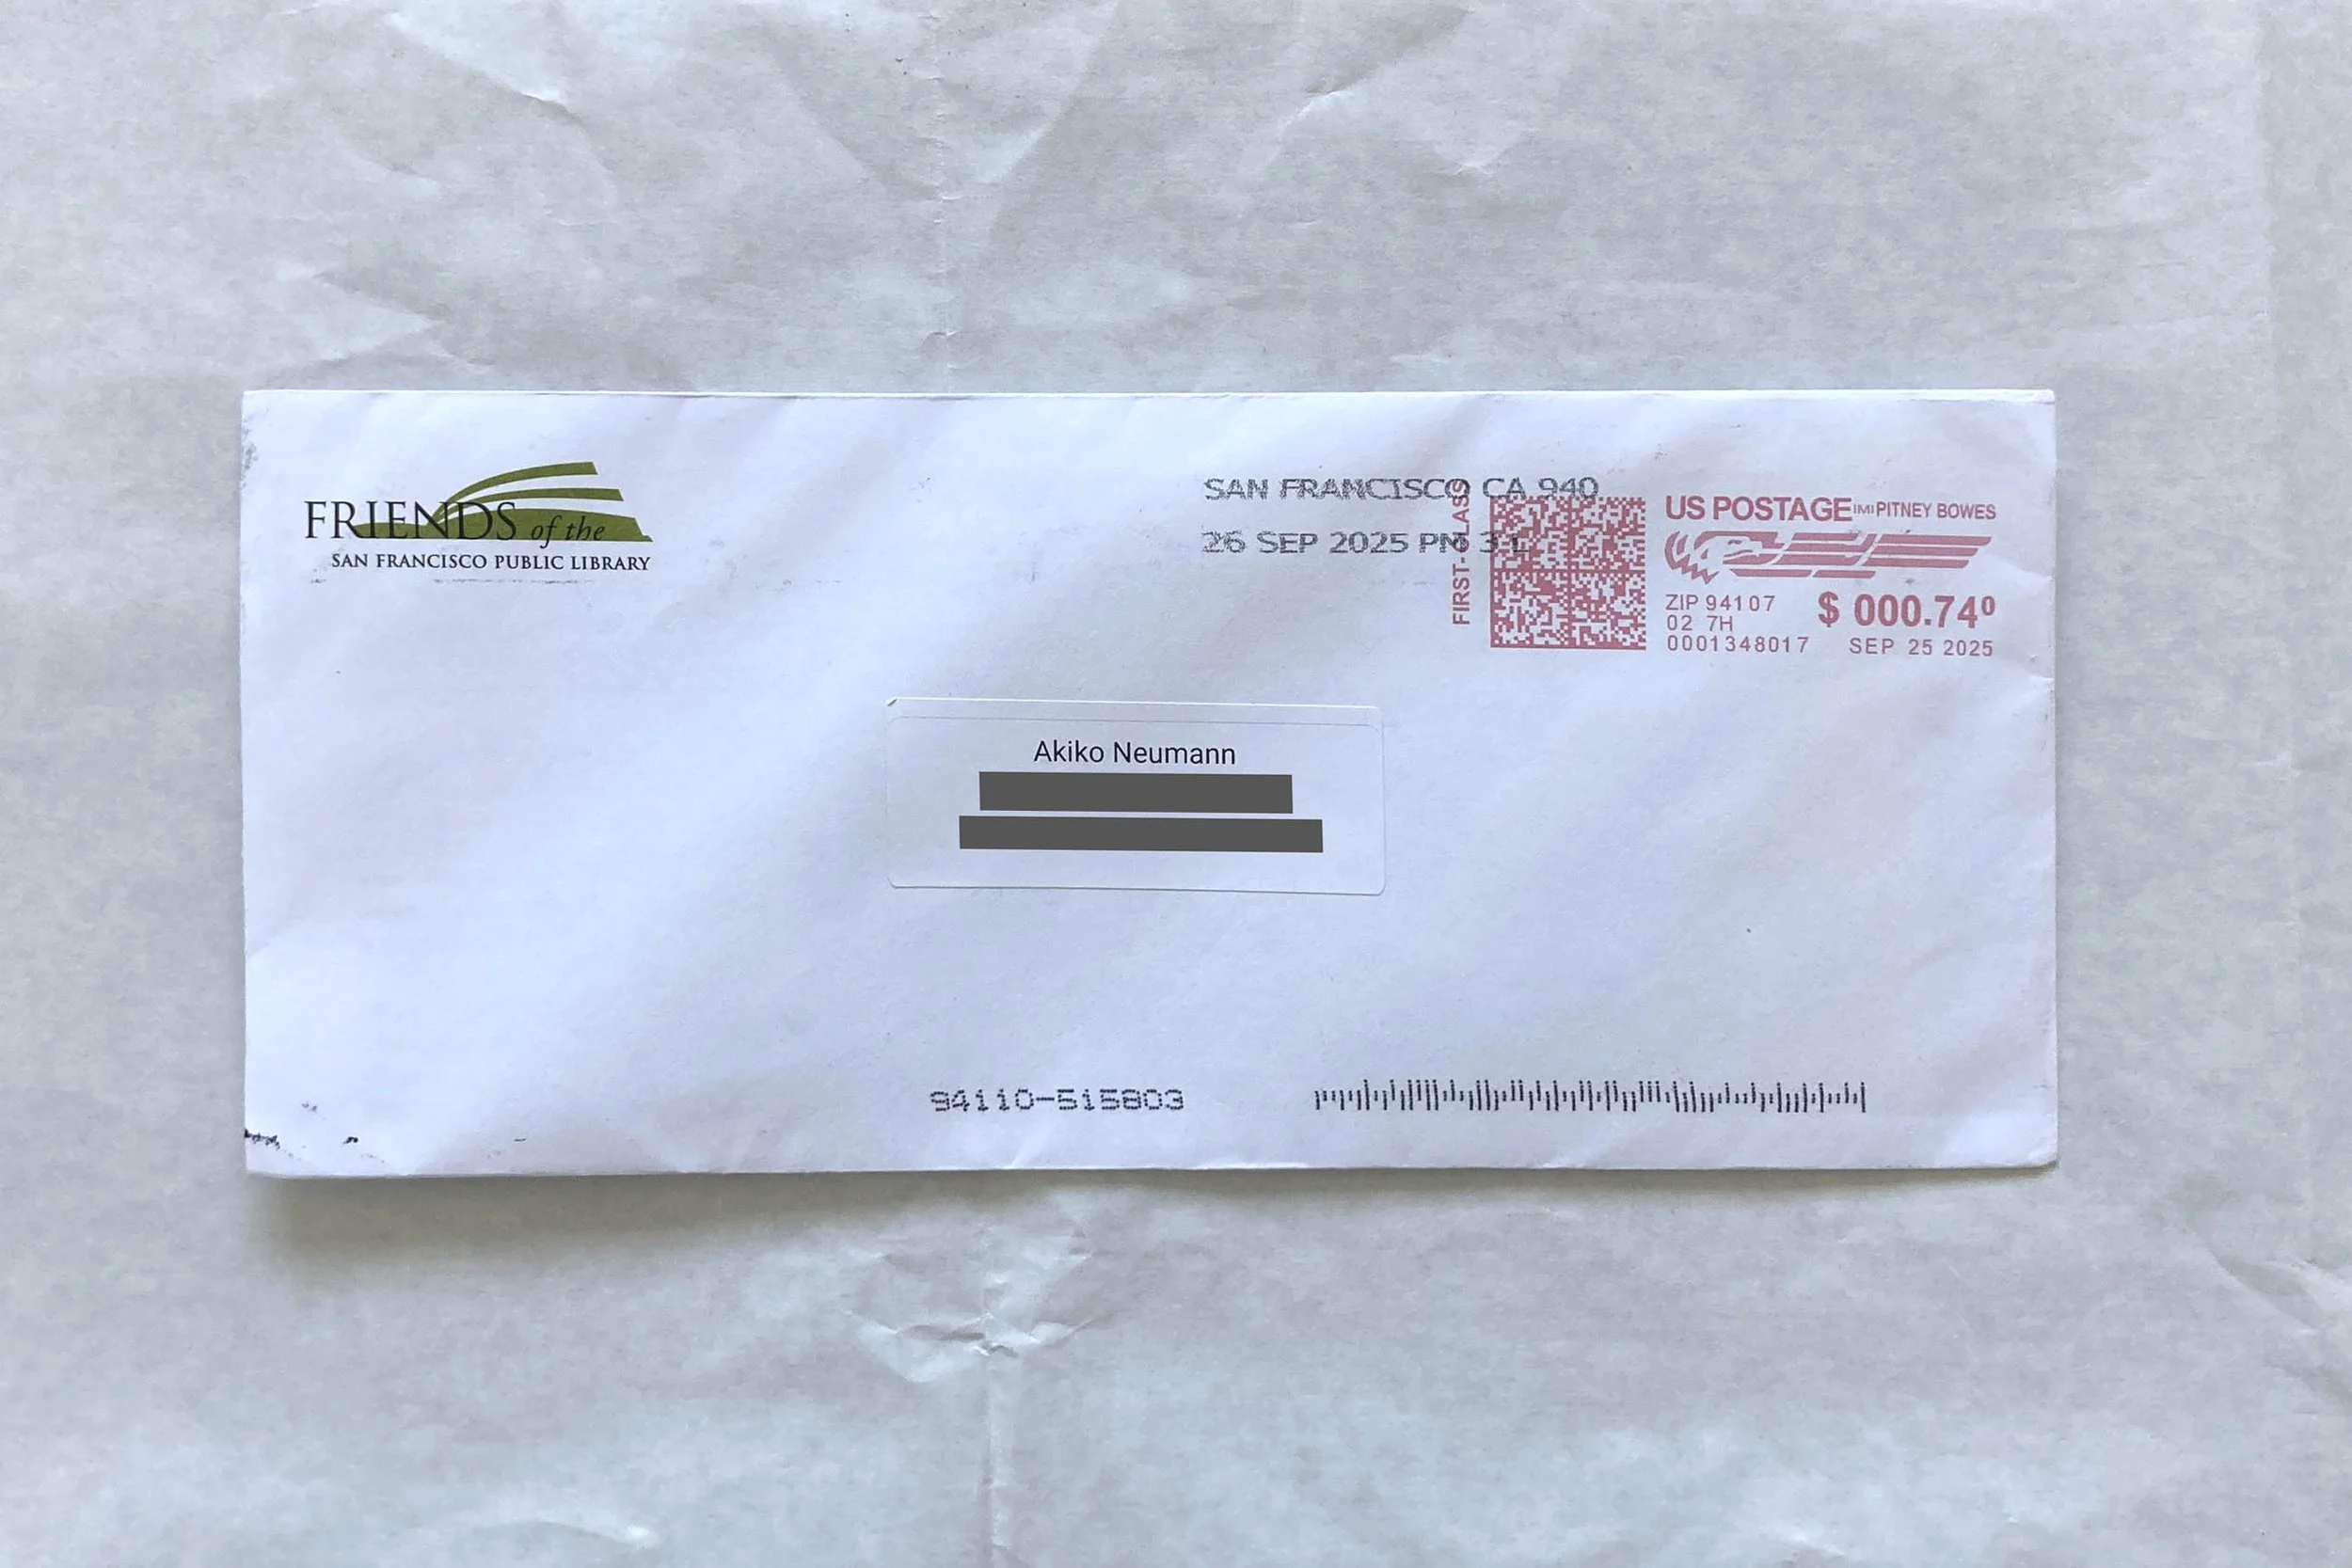 FRIENDS of the
SAN FRANCISCO PUBLIC LIBRARY
SAN FRANCISCO CA 940
26 SEP 2025 PM 3 L
FIRST-CLASS
US POSTAGE IMI PITNEY BOWES
ZIP 94107
02 7H
0001348017
$ 000.74⁰
SEP 25 2025
Akiko Neumann
94110-515803